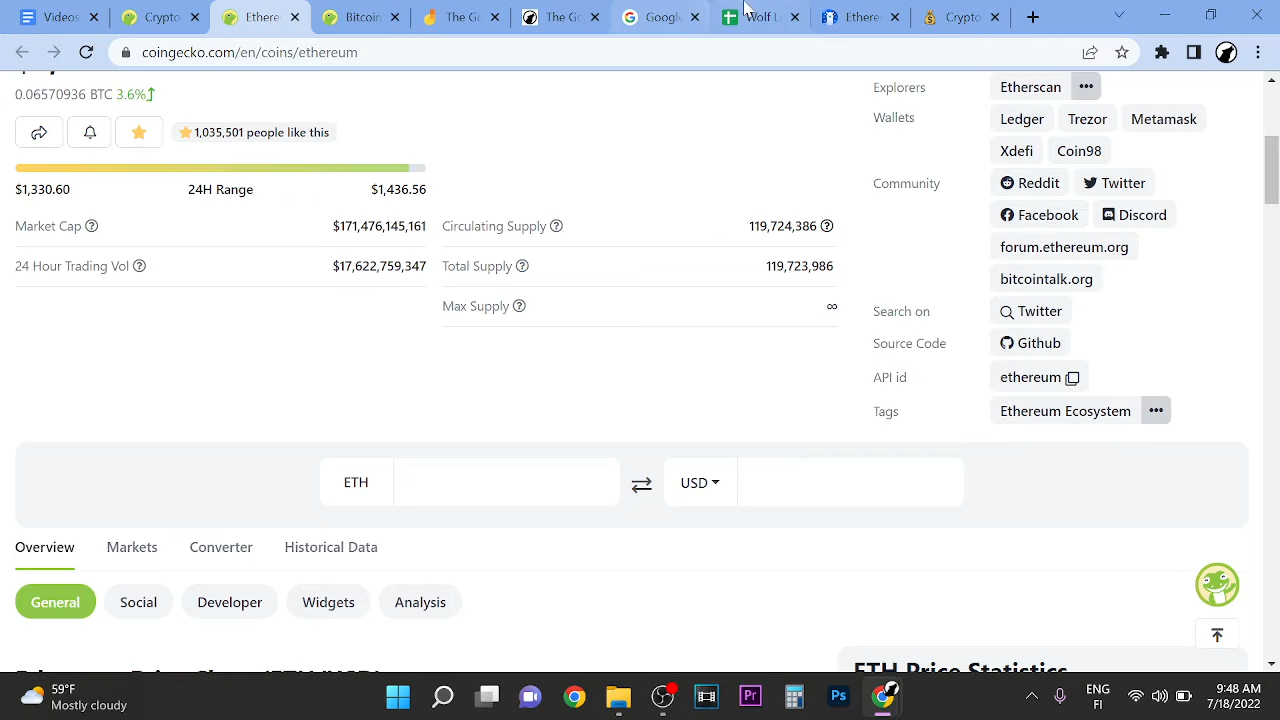 Videos
Crypto
Ethere
Bitcoin
The Go
Google
Wolf L
Ethere
Crypto
coingecko.com/en/coins/ethereum
0.06570936 BTC 3.6%
1,035,501 people like this
$1,330.60 24H Range $1,436.56
Market Cap $171,476,145,161
24 Hour Trading Vol $17,622,759,347
Circulating Supply 119,724,386
Total Supply 119,723,986
Max Supply ∞
Explorers Etherscan
Wallets Ledger Trezor Metamask
Xdefi Coin98
Community Reddit Twitter
Facebook Discord
forum.ethereum.org
bitcointalk.org
Search on Twitter
Source Code Github
API id ethereum
Tags Ethereum Ecosystem
ETH USD
Overview Markets Converter Historical Data
General Social Developer Widgets Analysis
ETH Price Statistics
59°F
Mostly cloudy
Pr
Ps
ENG
FI
9:48 AM
7/18/2022